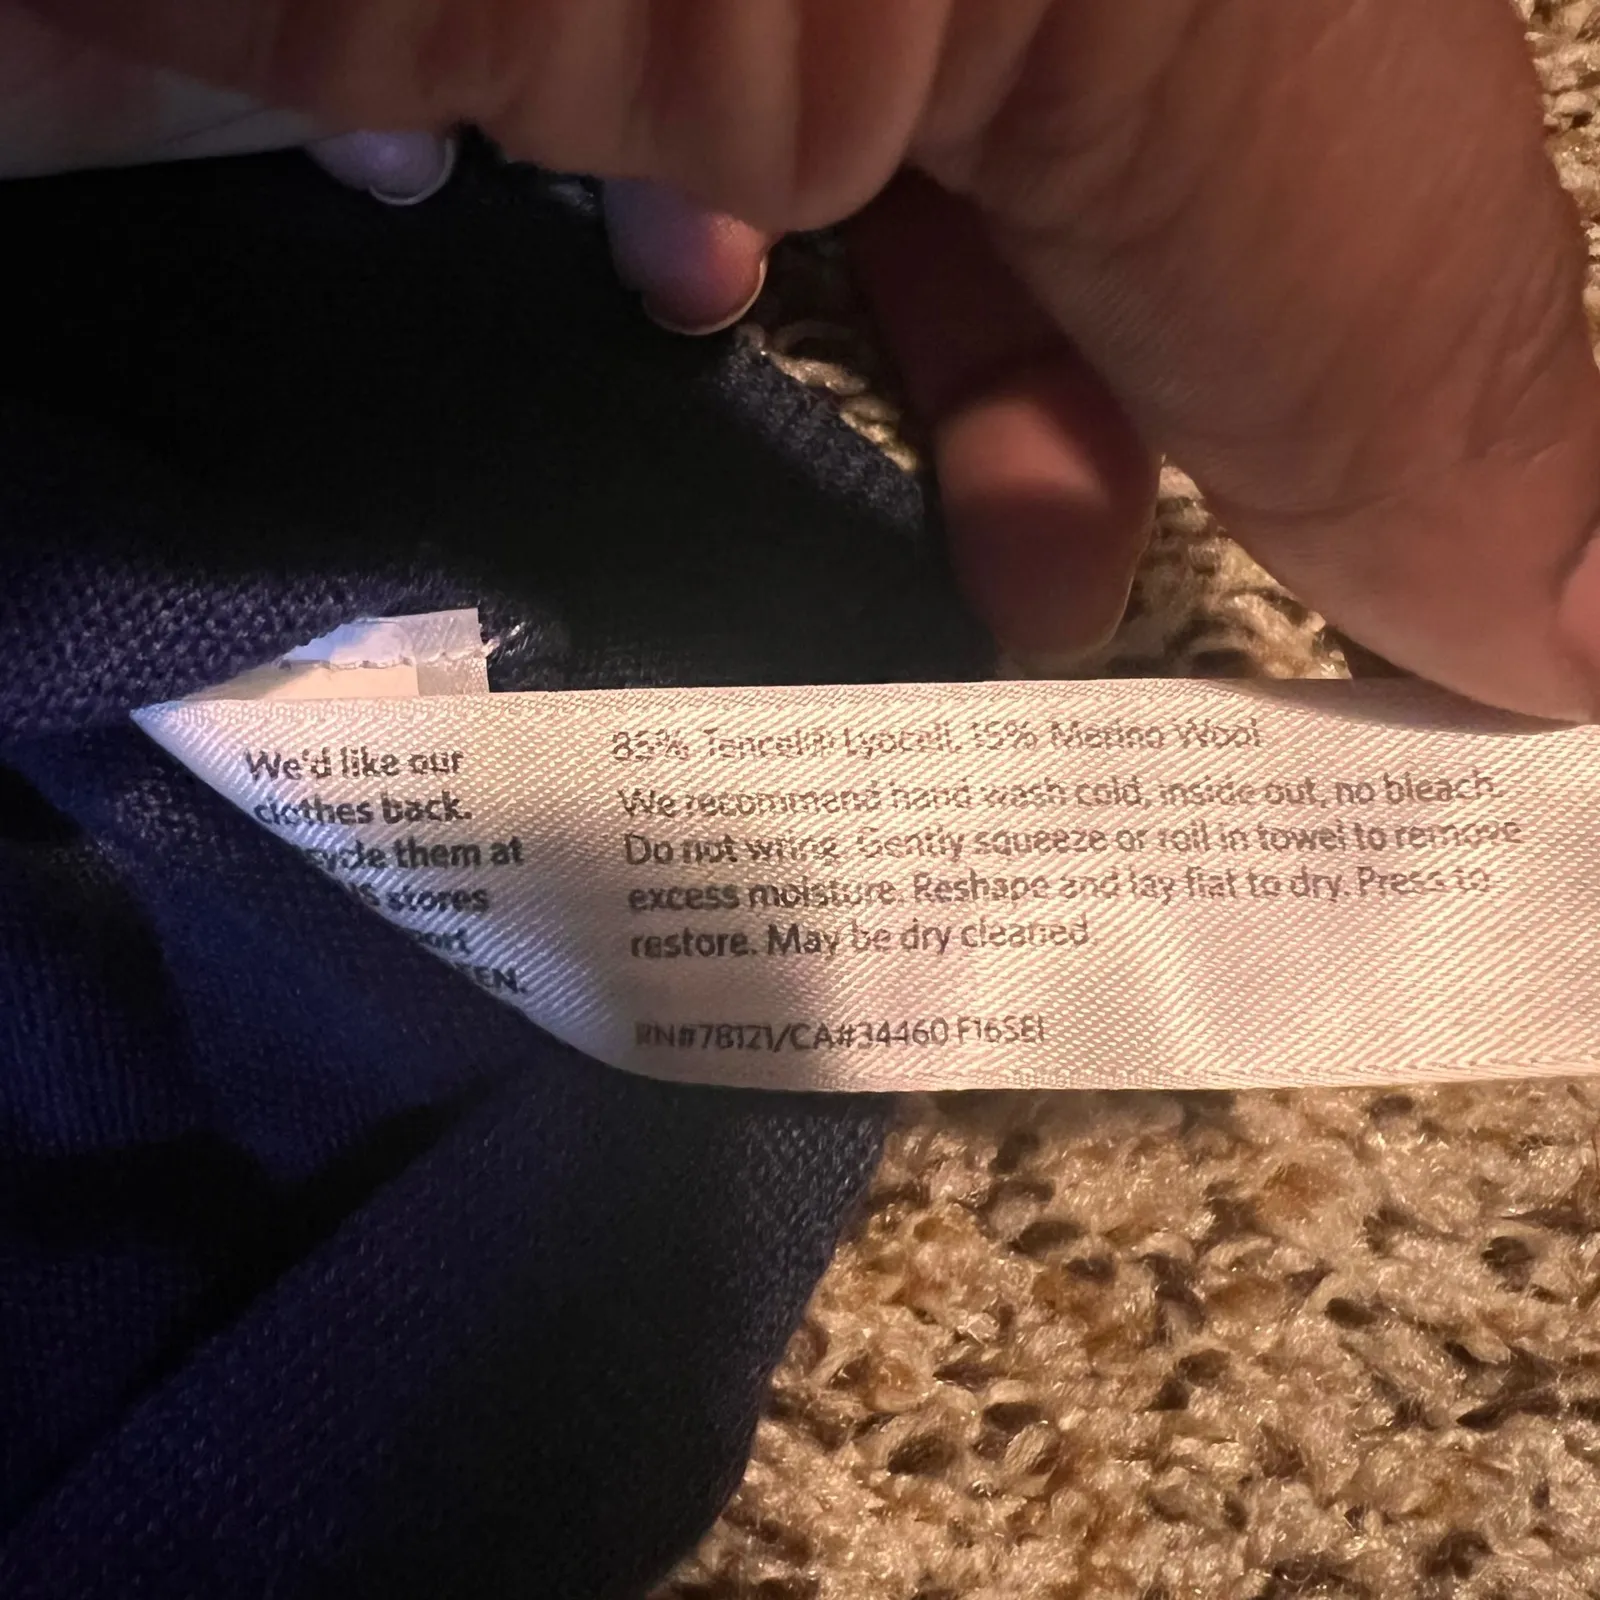 We'd like our
clothes back.
them at
stores
85% Tencel® Lyocell, 15% Merino Wool
We recommend hand wash cold, inside out, no bleach.
Do not wring. Gently squeeze or roll in towel to remove
excess moisture. Reshape and lay flat to dry. Press to
restore. May be dry cleaned.
RN#78121/CA#34460 F16SEI